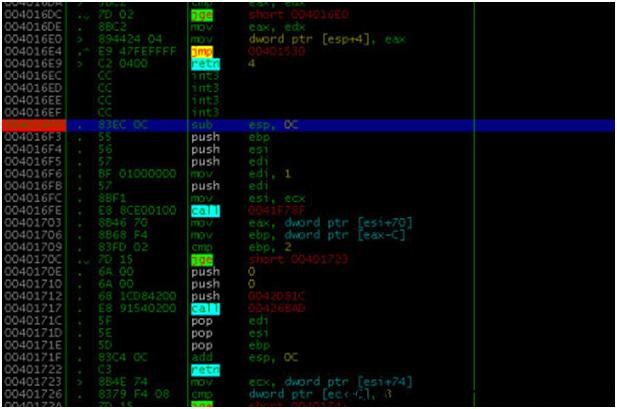 004016DC . 7D 02 jge short 004016E0
004016DE . 8BC2 mov eax, edx
004016E0 > 894424 04 mov dword ptr [esp+4], eax
004016E4 .^ E9 47FEFFFF jmp 00401530
004016E9 > C2 0400 retn 4
004016EC CC int3
004016ED CC int3
004016EE CC int3
004016EF CC int3
. 83EC 0C sub esp, 0C
004016F3 . 55 push ebp
004016F4 . 56 push esi
004016F5 . 57 push edi
004016F6 . BF 01000000 mov edi, 1
004016FB . 57 push edi
004016FC . 8BF1 mov esi, ecx
004016FE . E8 8CE00100 call 0041F78F
00401703 . 8B46 70 mov eax, dword ptr [esi+70]
00401706 . 8B68 F4 mov ebp, dword ptr [eax-C]
00401709 . 83FD 02 cmp ebp, 2
0040170C . 7D 15 jge short 00401723
0040170E . 6A 00 push 0
00401710 . 6A 00 push 0
00401712 . 68 1CD84200 push 0042D81C
00401717 . E8 91540200 call 00426BAD
0040171C . 5F pop edi
0040171D . 5E pop esi
0040171E . 5D pop ebp
0040171F . 83C4 0C add esp, 0C
00401722 . C3 retn
00401723 > 8B4E 74 mov ecx, dword ptr [esi+74]
00401726 . 8379 F4 08 cmp dword ptr [ecx-C], 8